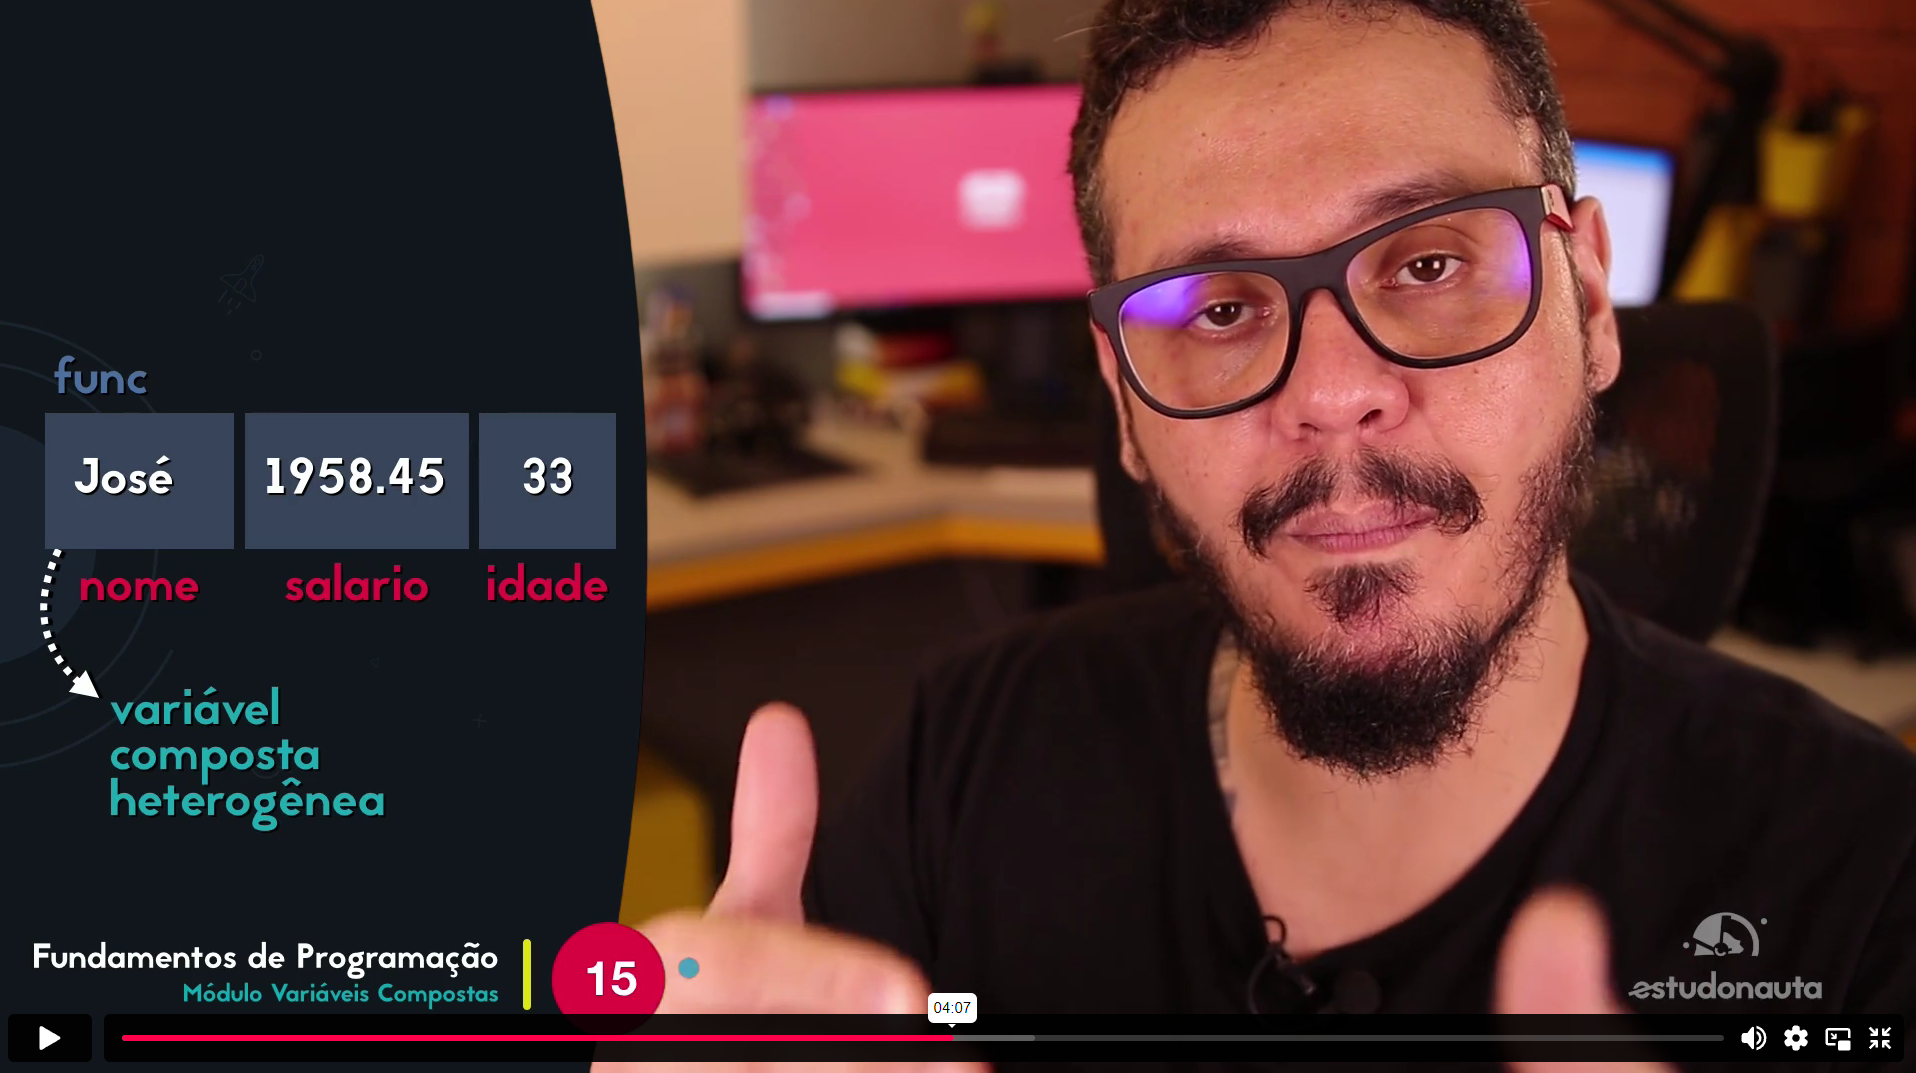 func
José 1958.45 33
nome salario idade
variável
composta
heterogênea
Fundamentos de Programação
Módulo Variáveis Compostas
15
estudonauta
04:07